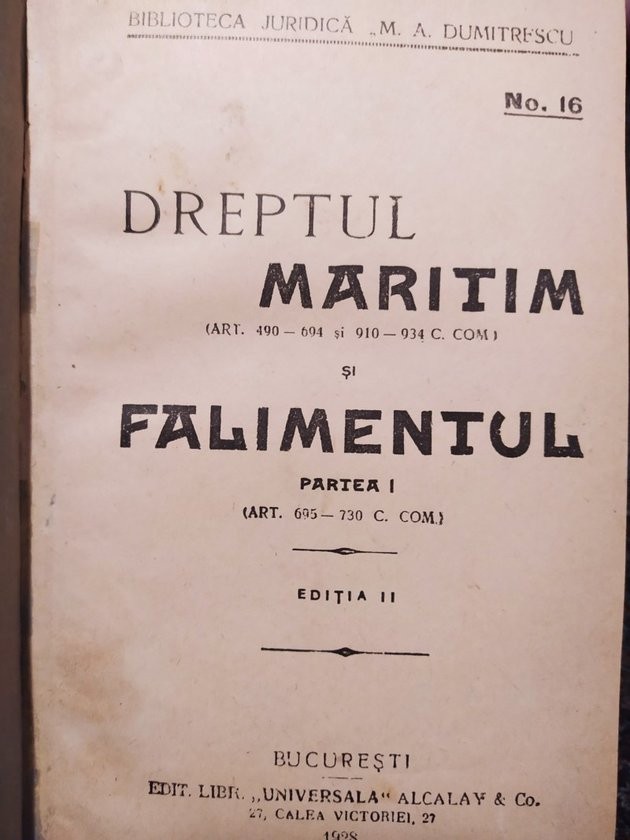 BIBLIOTECA JURIDICĂ „M. A. DUMITRESCU
No. 16
DREPTUL
MARITIM
(ART. 490 — 694 și 910 — 934 C. COM)
ȘI
FALIMENTUL
PARTEA I
(ART. 695 — 730 C. COM.)
EDIȚIA II
BUCUREȘTI
EDIT. LIBR. „UNIVERSALA“ ALCALAY & Co.
27, CALEA VICTORIEI, 27
1928